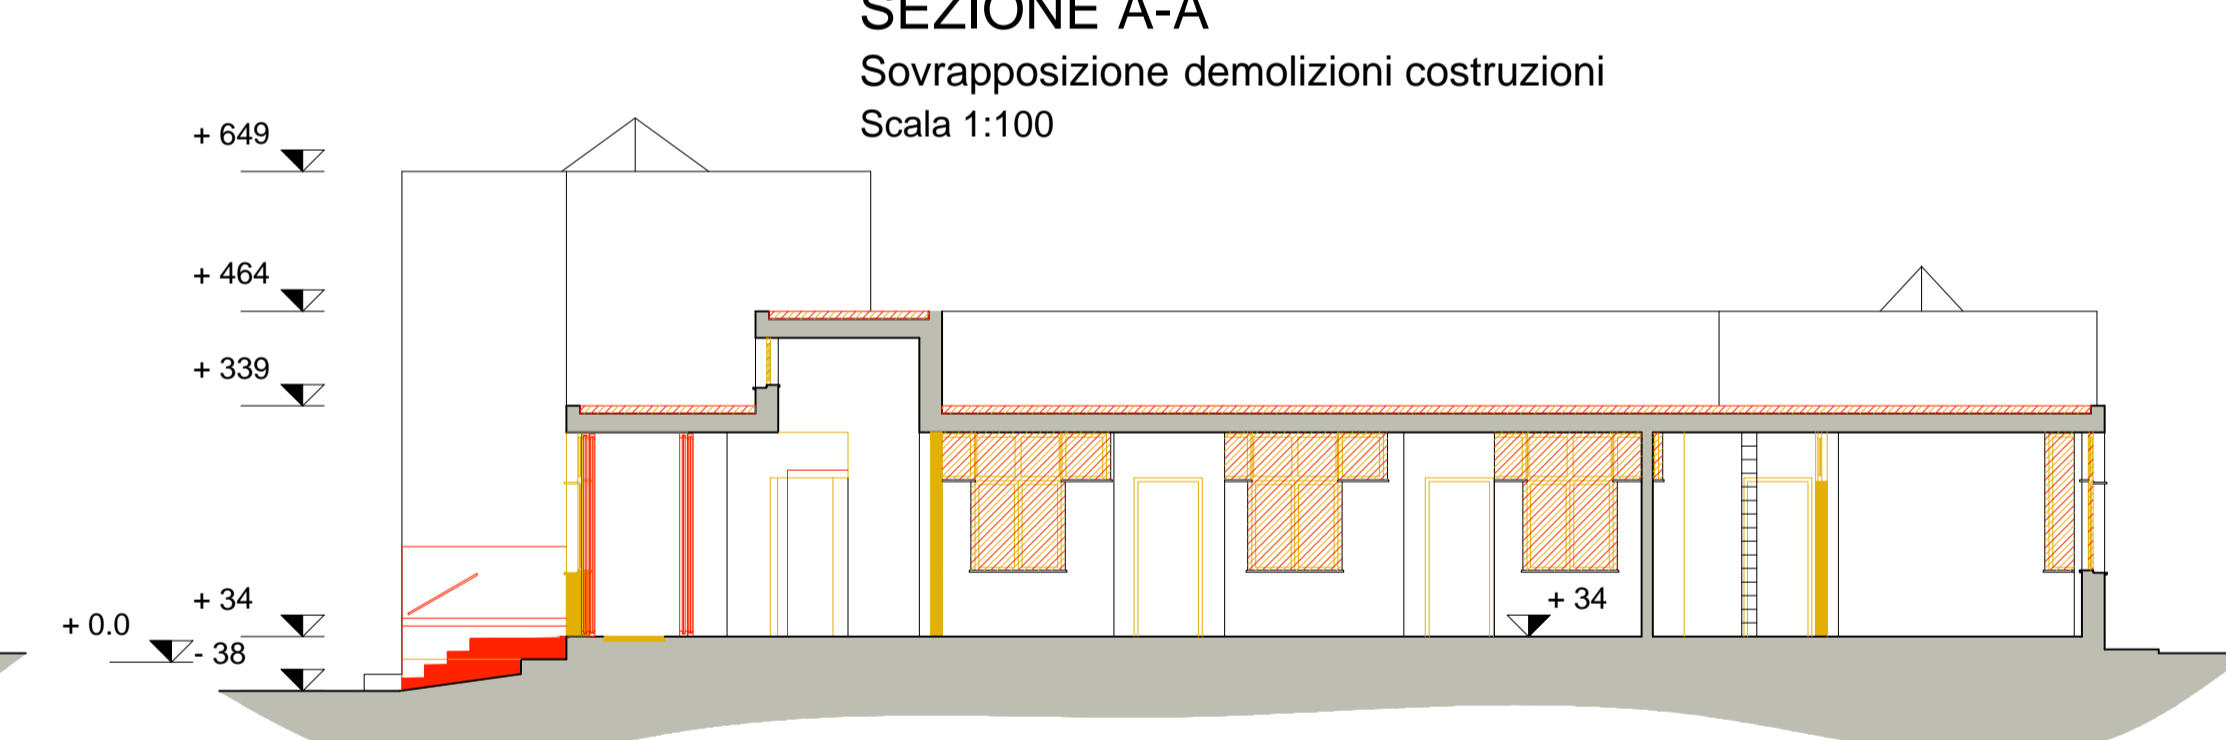 SEZIONE A-A
Sovrapposizione demolizioni costruzioni
Scala 1:100
+ 649
+ 464
+ 339
+ 34
+ 34
+ 0.0
- 38